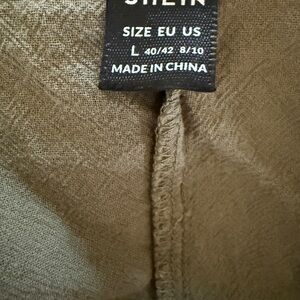 SHEIN
SIZE EU US
L 40/42 8/10
MADE IN CHINA